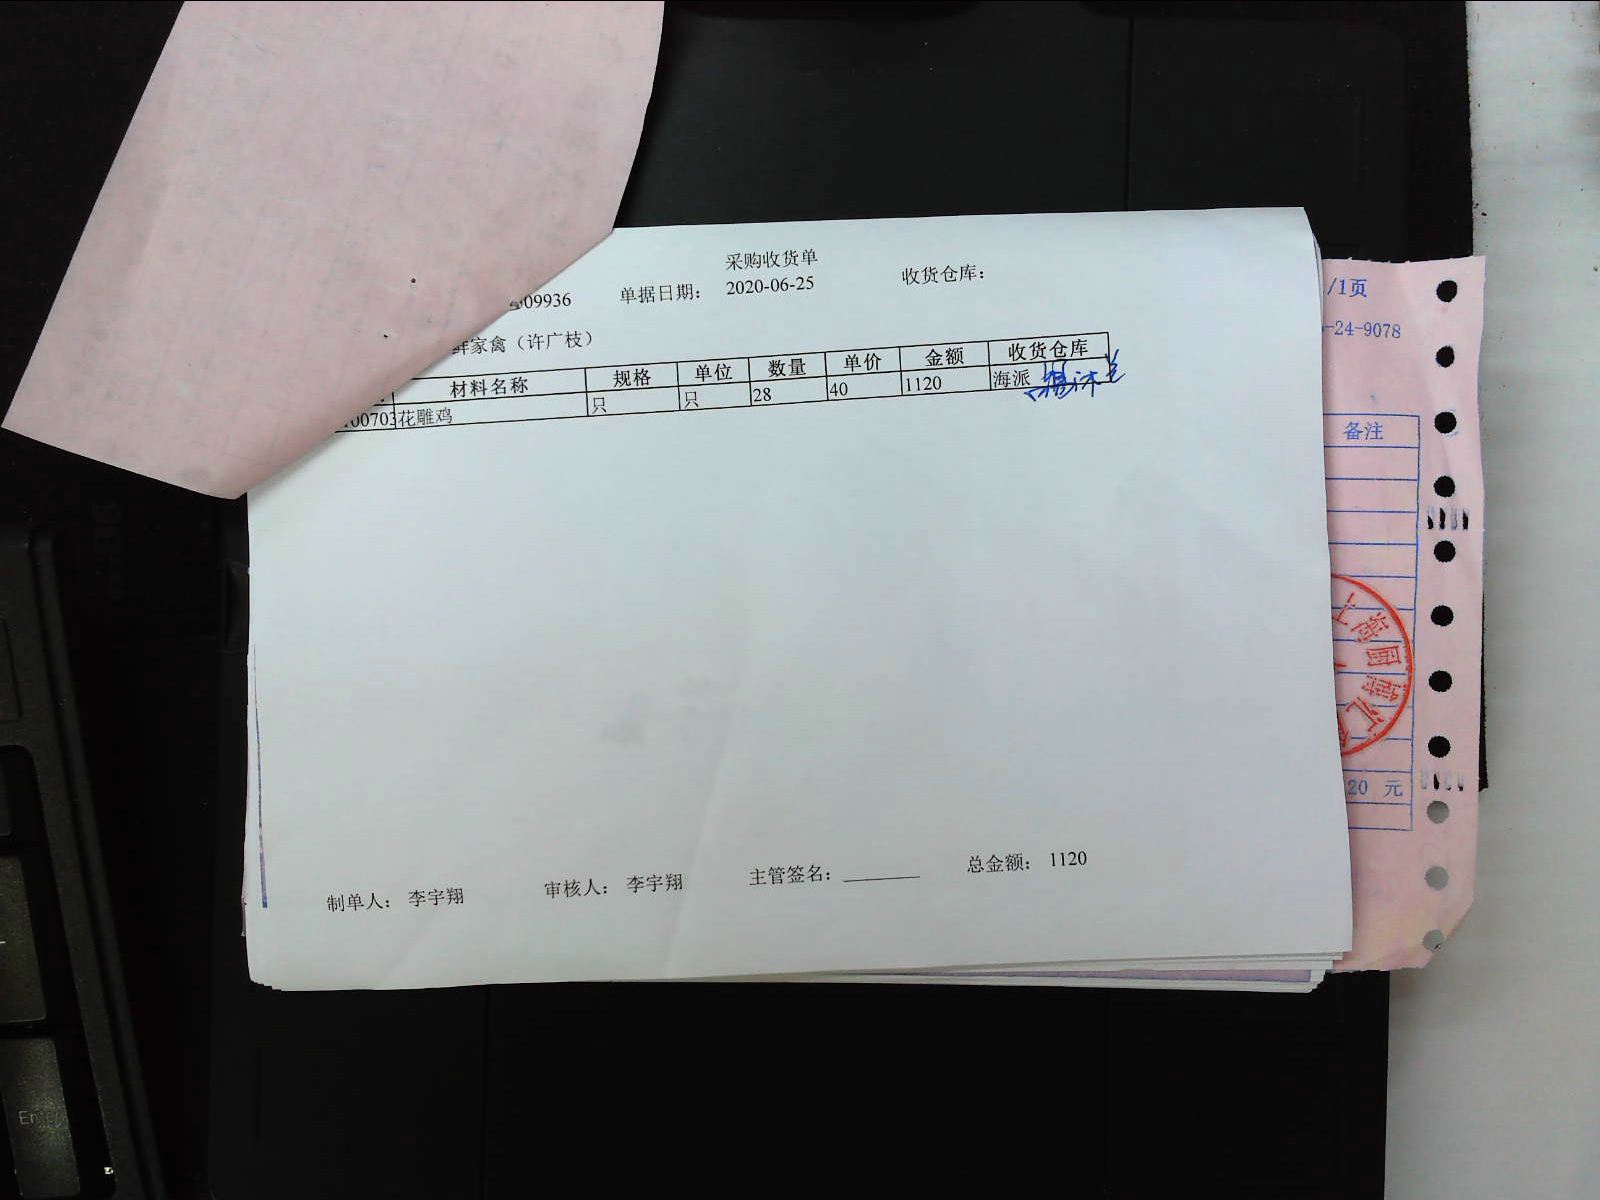 采购收货单
09936 单据日期： 2020-06-25 收货仓库：
鲜家禽（许广枝）
材料名称 规格 单位 数量 单价 金额 收货仓库
00703 花雕鸡 只 只 28 40 1120 海派
制单人： 李宇翔 审核人： 李宇翔 主管签名： 总金额： 1120
/1页
-24-9078
备注
上海国
20 元